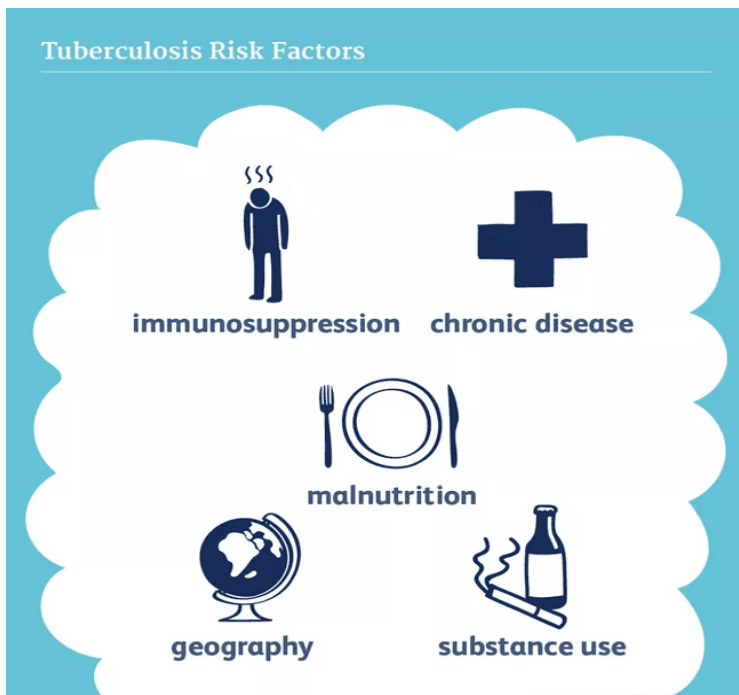 Tuberculosis Risk Factors
immunosuppression
chronic disease
malnutrition
geography
substance use